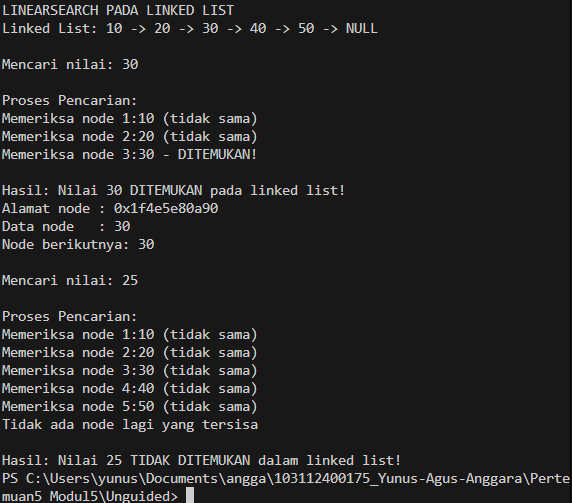 LINEARSEARCH PADA LINKED LIST
Linked List: 10 -> 20 -> 30 -> 40 -> 50 -> NULL
Mencari nilai: 30
Proses Pencarian:
Memeriksa node 1:10 (tidak sama)
Memeriksa node 2:20 (tidak sama)
Memeriksa node 3:30 - DITEMUKAN!
Hasil: Nilai 30 DITEMUKAN pada linked list!
Alamat node : 0x1f4e5e80a90
Data node   : 30
Node berikutnya: 30
Mencari nilai: 25
Proses Pencarian:
Memeriksa node 1:10 (tidak sama)
Memeriksa node 2:20 (tidak sama)
Memeriksa node 3:30 (tidak sama)
Memeriksa node 4:40 (tidak sama)
Memeriksa node 5:50 (tidak sama)
Tidak ada node lagi yang tersisa
Hasil: Nilai 25 TIDAK DITEMUKAN dalam linked list!
PS C:\Users\yunus\Documents\angga\103112400175_Yunus-Agus-Anggara\Perte
muan5 Modul5\Unguided>